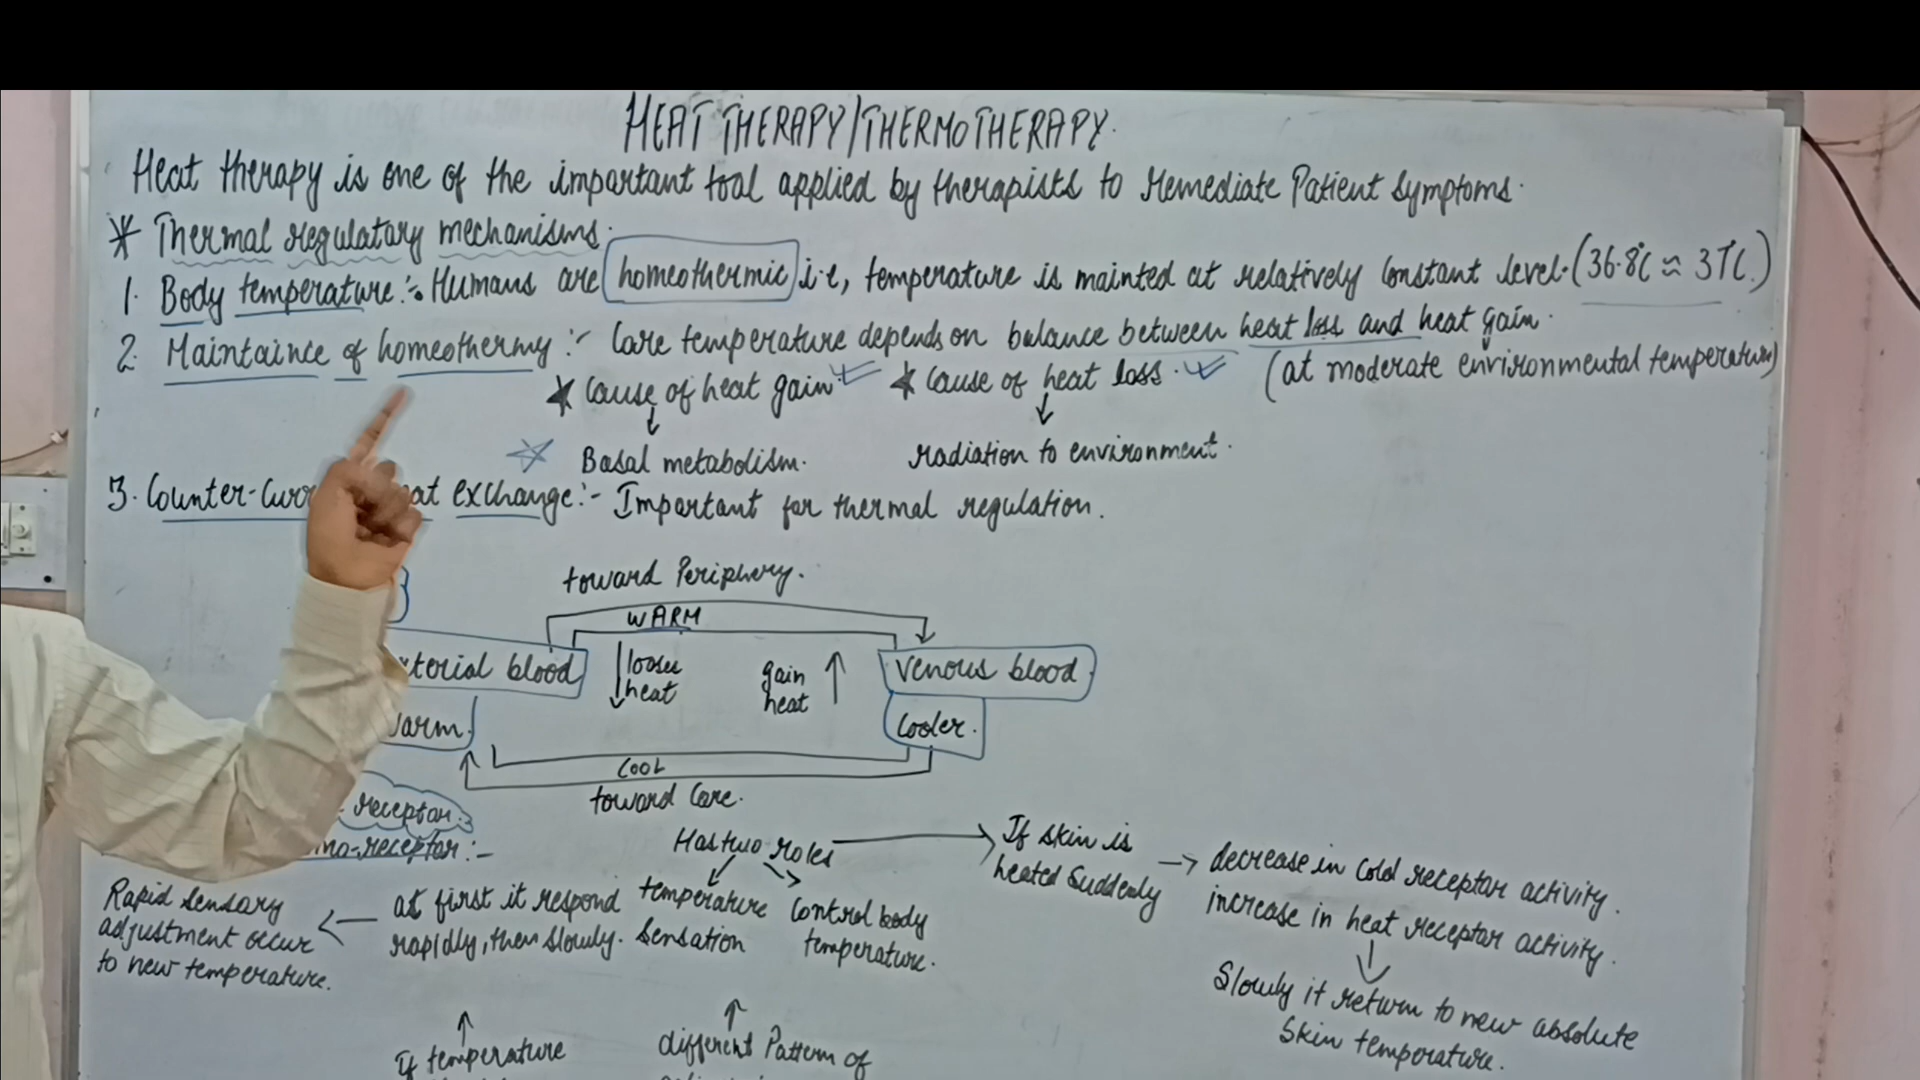 HEAT THERAPY/THERMOTHERAPY.
Heat therapy is one of the important tool applied by therapists to remediate Patient symptoms.
* Thermal regulatory mechanisms.
1. Body temperature:- Humans are homeothermic i.e, temperature is mainted at relatively constant level. (36.8°C ≈ 37°C.)
2. Maintaince of homeothermy:- Core temperature depends on balance between heat loss and heat gain.
(at moderate environmental temperature)
★ Cause of heat gain. ★ Cause of heat loss.
↓ ↓
☆ Basal metabolism. radiation to environment.
3. Counter-curr at exchange:- Important for thermal regulation.
toward Periphery.
WARM
terial blood
loose heat
gain heat
Venous blood
arm.
Cooler.
COOL
toward Core.
receptor.
mo-receptor:-
Has two roles → If skin is heated suddenly → decrease in cold receptor activity.
increase in heat receptor activity.
↓
Slowly it return to new absolute
skin temperature.
temperature sensation
Control body temperature.
at first it respond
rapidly, then slowly.
Rapid sensory
adjustment occur
to new temperature.
If temperature
different Pattern of